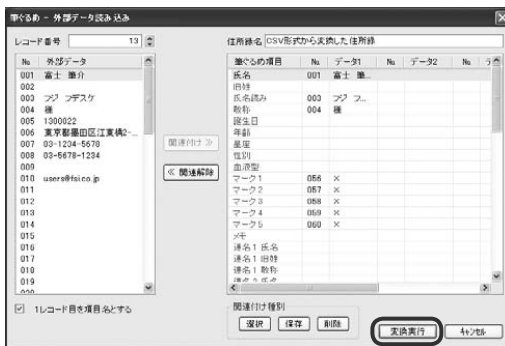 筆ぐるめ - 外部データ読み込み
レコード番号 13
住所録名 CSV形式から変換した住所録
No 外部データ
001 富士 筆介
002
003 フジ フデスケ
004 様
005 1300022
006 東京都墨田区江東橋2-...
007 03-1234-5678
008 03-5678-1234
009
010 users@fsi.co.jp
011
012
013
014
015
016
017
018
019
関連付け ≫
≪ 関連解除
筆ぐるめ項目 No データ1 No データ2 No
氏名 001 富士 筆...
旧姓
氏名読み 003 フジ フ...
敬称 004 様
誕生日
年齢
星座
性別
血液型
マーク1 056 ×
マーク2 057 ×
マーク3 058 ×
マーク4 059 ×
マーク5 060 ×
メモ
連名1 氏名
連名1 旧姓
連名1 敬称
1レコード目を項目名とする
関連付け種別
選択 保存 削除
変換実行 キャンセル